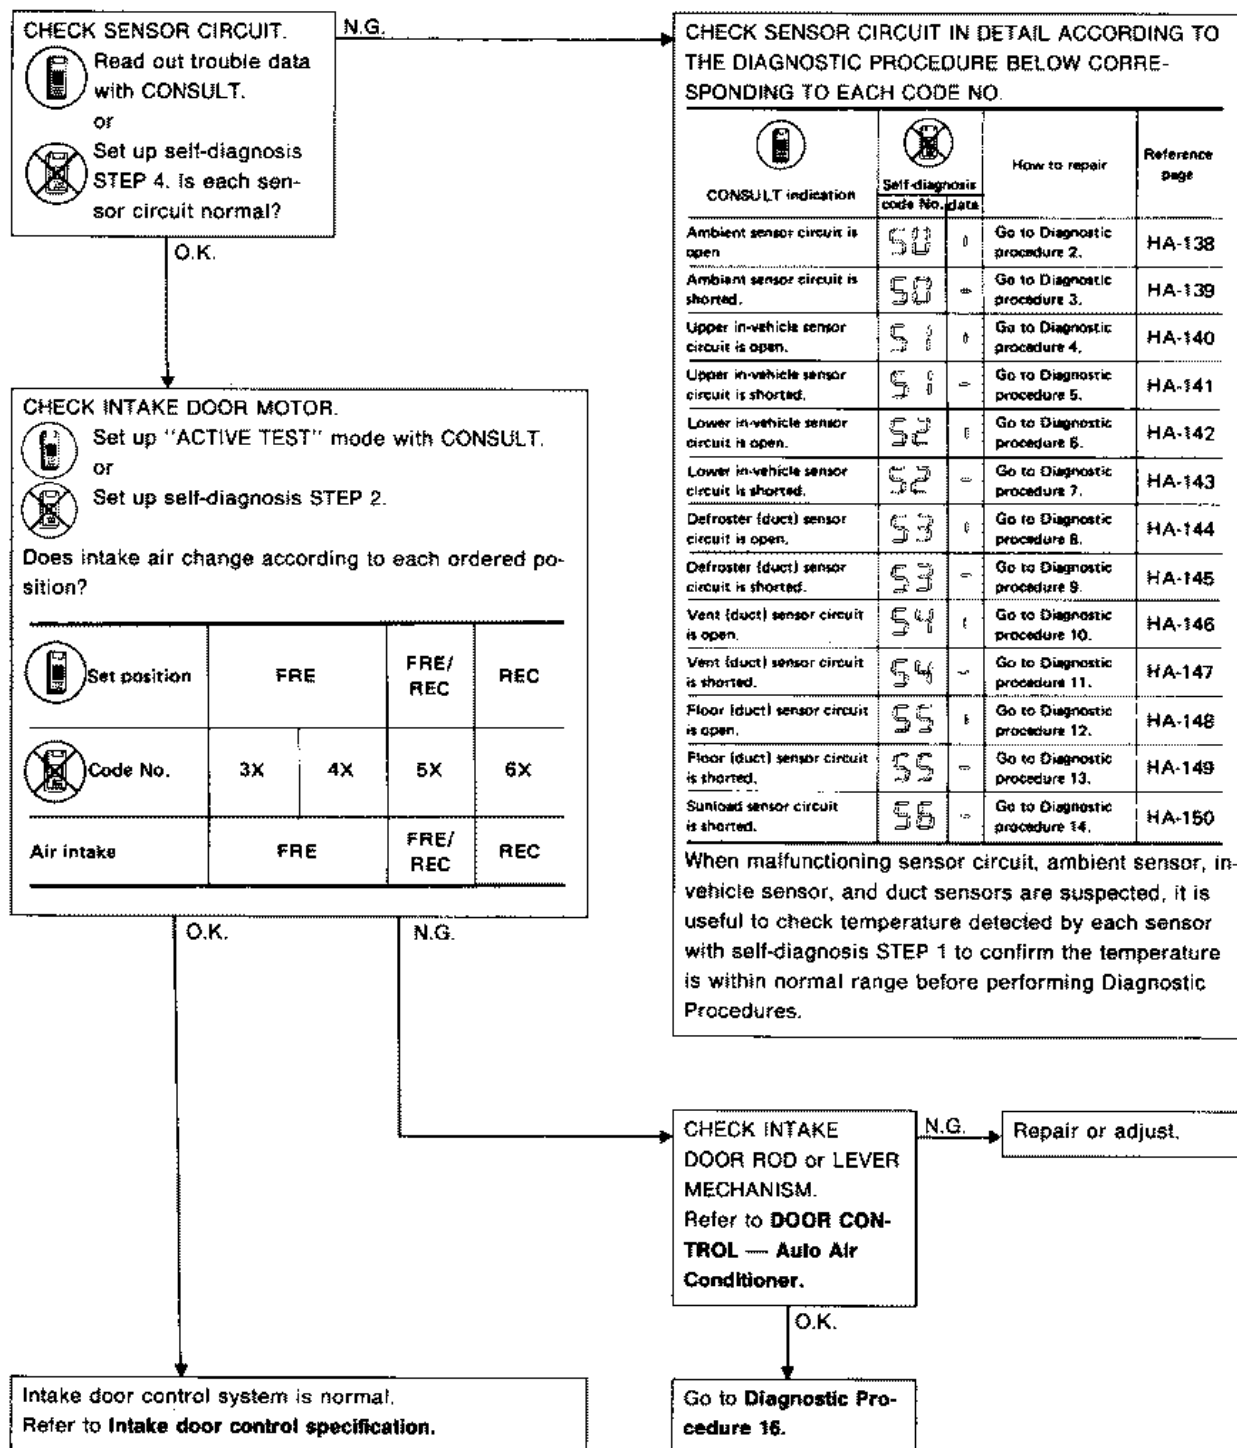 CHECK SENSOR CIRCUIT.
Read out trouble data
with CONSULT.
or
Set up self-diagnosis
STEP 4. Is each sen-
sor circuit normal?
N.G.
O.K.
CHECK SENSOR CIRCUIT IN DETAIL ACCORDING TO
THE DIAGNOSTIC PROCEDURE BELOW CORRE-
SPONDING TO EACH CODE NO.
CONSULT indication
Self-diagnosis
code No. data
How to repair
Reference
page
Ambient sensor circuit is
open
50
Go to Diagnostic
procedure 2.
HA-138
Ambient sensor circuit is
shorted.
50 -
Go to Diagnostic
procedure 3.
HA-139
Upper in-vehicle sensor
circuit is open.
51
Go to Diagnostic
procedure 4.
HA-140
Upper in-vehicle sensor
circuit is shorted.
51 -
Go to Diagnostic
procedure 5.
HA-141
Lower in-vehicle sensor
circuit is open.
52
Go to Diagnostic
procedure 6.
HA-142
Lower in-vehicle sensor
circuit is shorted.
52 -
Go to Diagnostic
procedure 7.
HA-143
Defroster (duct) sensor
circuit is open.
53
Go to Diagnostic
procedure 8.
HA-144
Defroster (duct) sensor
circuit is shorted.
53 -
Go to Diagnostic
procedure 9.
HA-145
Vent (duct) sensor circuit
is open.
54
Go to Diagnostic
procedure 10.
HA-146
Vent (duct) sensor circuit
is shorted.
54 -
Go to Diagnostic
procedure 11.
HA-147
Floor (duct) sensor circuit
is open.
55
Go to Diagnostic
procedure 12.
HA-148
Floor (duct) sensor circuit
is shorted.
55 -
Go to Diagnostic
procedure 13.
HA-149
Sunload sensor circuit
is shorted.
56 -
Go to Diagnostic
procedure 14.
HA-150
When malfunctioning sensor circuit, ambient sensor, in-
vehicle sensor, and duct sensors are suspected, it is
useful to check temperature detected by each sensor
with self-diagnosis STEP 1 to confirm the temperature
is within normal range before performing Diagnostic
Procedures.
CHECK INTAKE DOOR MOTOR.
Set up "ACTIVE TEST" mode with CONSULT.
or
Set up self-diagnosis STEP 2.
Does intake air change according to each ordered po-
sition?
Set position FRE FRE/ REC
REC
Code No. 3X 4X 5X 6X
Air intake FRE FRE/ REC
REC
O.K.
N.G.
CHECK INTAKE
DOOR ROD or LEVER
MECHANISM.
Refer to DOOR CON-
TROL — Auto Air
Conditioner.
N.G.
Repair or adjust.
O.K.
Intake door control system is normal.
Refer to Intake door control specification.
Go to Diagnostic Pro-
cedure 16.